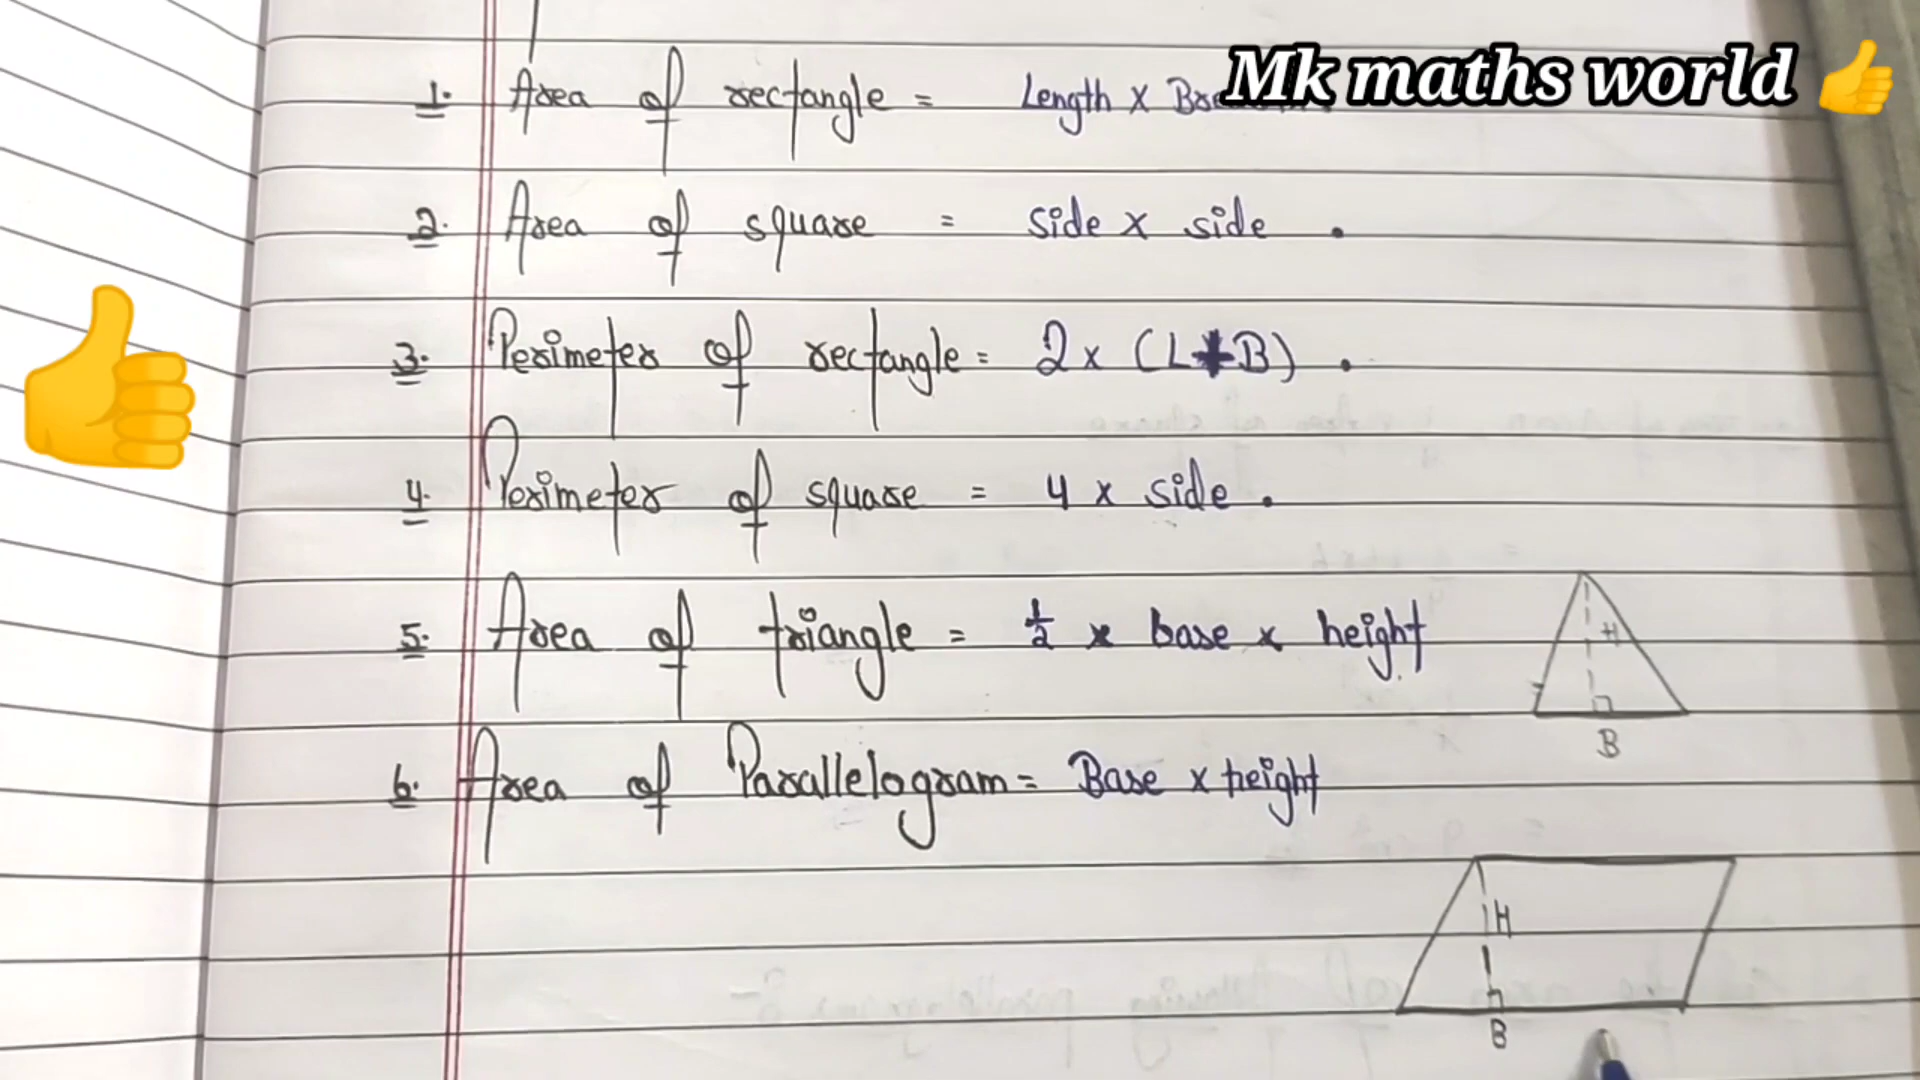 Mk maths world
1. Area of rectangle = Length x
2. Area of square = side x side .
3. Perimeter of rectangle = 2 x (L+B) .
4. Perimeter of square = 4 x side .
5. Area of triangle = 1/2 x base x height
H
B
6. Area of Parallelogram = Base x height
H
B